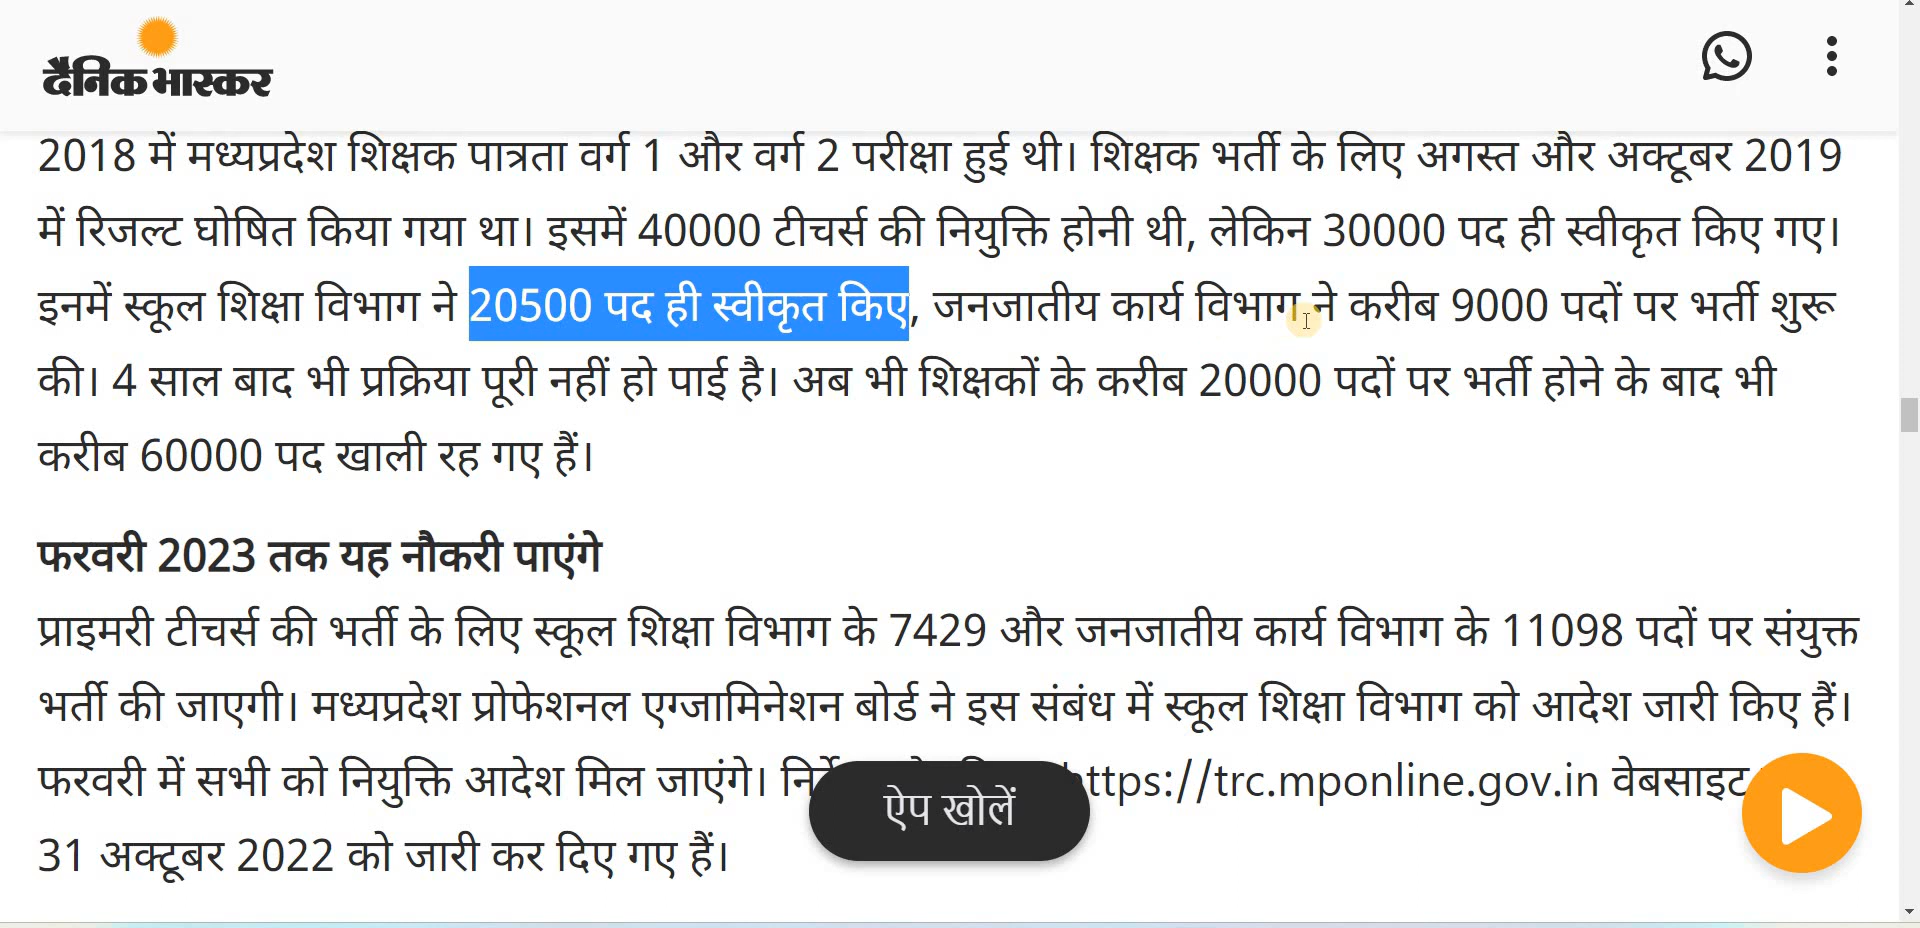 दैनिक भास्कर
2018 में मध्यप्रदेश शिक्षक पात्रता वर्ग 1 और वर्ग 2 परीक्षा हुई थी। शिक्षक भर्ती के लिए अगस्त और अक्टूबर 2019
में रिजल्ट घोषित किया गया था। इसमें 40000 टीचर्स की नियुक्ति होनी थी, लेकिन 30000 पद ही स्वीकृत किए गए।
इनमें स्कूल शिक्षा विभाग ने 20500 पद ही स्वीकृत किए, जनजातीय कार्य विभाग ने करीब 9000 पदों पर भर्ती शुरू
की। 4 साल बाद भी प्रक्रिया पूरी नहीं हो पाई है। अब भी शिक्षकों के करीब 20000 पदों पर भर्ती होने के बाद भी
करीब 60000 पद खाली रह गए हैं।
फरवरी 2023 तक यह नौकरी पाएंगे
प्राइमरी टीचर्स की भर्ती के लिए स्कूल शिक्षा विभाग के 7429 और जनजातीय कार्य विभाग के 11098 पदों पर संयुक्त
भर्ती की जाएगी। मध्यप्रदेश प्रोफेशनल एग्जामिनेशन बोर्ड ने इस संबंध में स्कूल शिक्षा विभाग को आदेश जारी किए हैं।
फरवरी में सभी को नियुक्ति आदेश मिल जाएंगे। https://trc.mponline.gov.in वेबसाइट
ऐप खोलें
31 अक्टूबर 2022 को जारी कर दिए गए हैं।